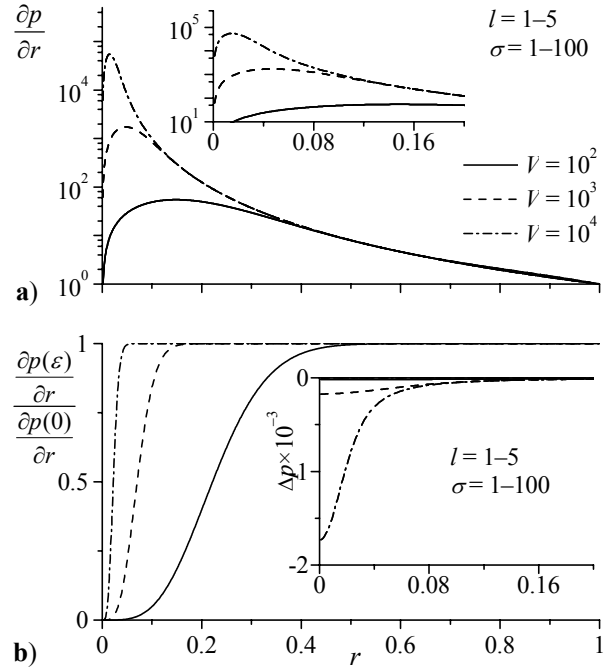 ∂p
∂r
l = 1–5
σ = 1–100
10^5
10^1
0
0.08
0.16
10^4
10^2
10^0
V = 10^2
V = 10^3
V = 10^4
a)
1
0.5
0
∂p(ε)
∂r
∂p(0)
∂r
Δp×10^−3
0
-1
-2
0
0.08
0.16
l = 1–5
σ = 1–100
b)
0
0.2
0.4
0.6
0.8
1
r